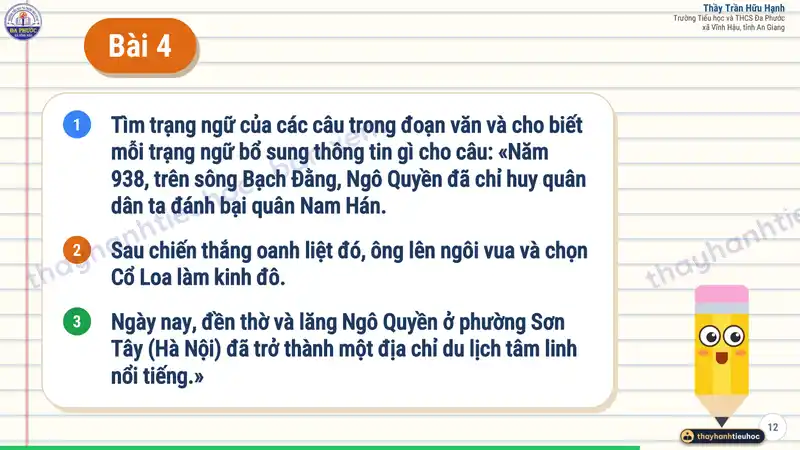 Thầy Trần Hữu Hạnh
Trường Tiểu học và THCS Đa Phước
xã Vĩnh Hậu, tỉnh An Giang
ĐA PHƯỚC
Bài 4
1 Tìm trạng ngữ của các câu trong đoạn văn và cho biết
mỗi trạng ngữ bổ sung thông tin gì cho câu: «Năm
938, trên sông Bạch Đằng, Ngô Quyền đã chỉ huy quân
dân ta đánh bại quân Nam Hán.
2 Sau chiến thắng oanh liệt đó, ông lên ngôi vua và chọn
Cổ Loa làm kinh đô.
3 Ngày nay, đền thờ và lăng Ngô Quyền ở phường Sơn
Tây (Hà Nội) đã trở thành một địa chỉ du lịch tâm linh
nổi tiếng.»
thayhanhtieuhoc
12